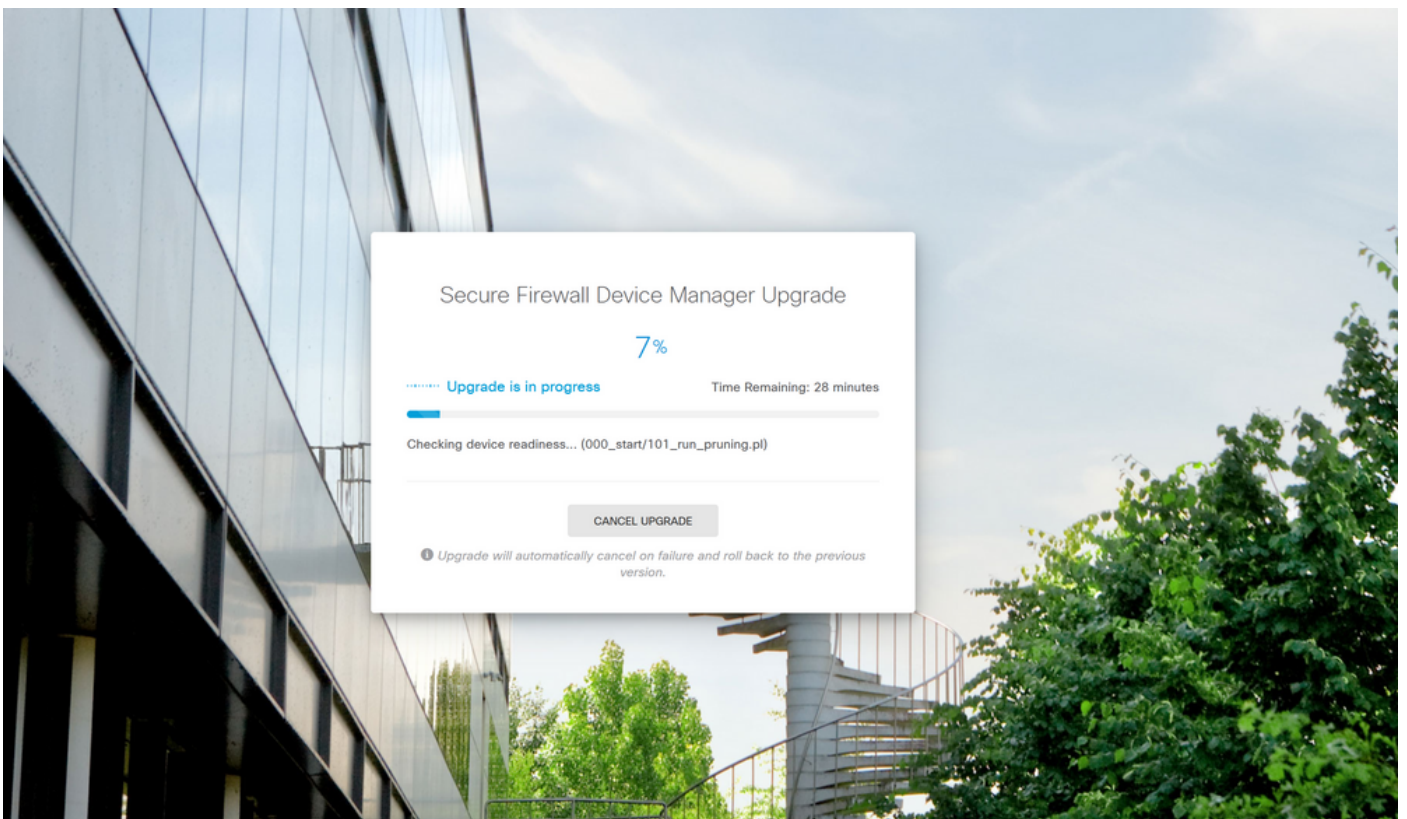 Secure Firewall Device Manager Upgrade
7%
Upgrade is in progress
Time Remaining: 28 minutes
Checking device readiness... (000_start/101_run_pruning.pl)
CANCEL UPGRADE
Upgrade will automatically cancel on failure and roll back to the previous
version.